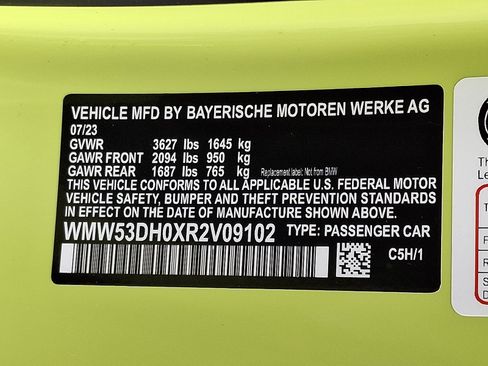 VEHICLE MFD BY BAYERISCHE MOTOREN WERKE AG
07/23
GVWR 3627 lbs 1645 kg
GAWR FRONT 2094 lbs 950 kg
GAWR REAR 1687 lbs 765 kg Replacement label: Not from BMW
THIS VEHICLE CONFORMS TO ALL APPLICABLE U.S. FEDERAL MOTOR
VEHICLE SAFETY, BUMPER AND THEFT PREVENTION STANDARDS
IN EFFECT ON THE DATE OF MANUFACTURE SHOWN ABOVE.
WMW53DH0XR2V09102 TYPE: PASSENGER CAR
C5H/1